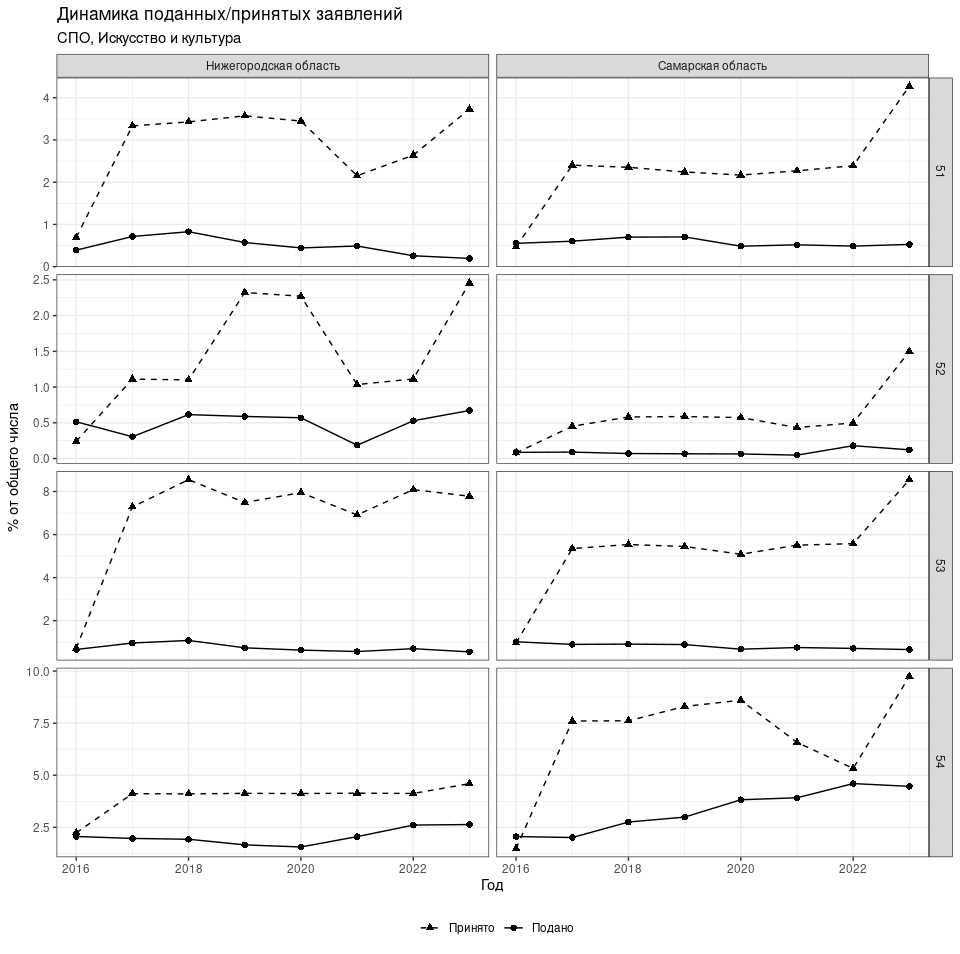 Динамика поданных/принятых заявлений
СПО, Искусство и культура
Нижегородская область
Самарская область
4
3
2
1
0
51
2.5
2.0
1.5
1.0
0.5
0.0
52
% от общего числа
8
6
4
2
53
10.0
7.5
5.0
2.5
54
2016 2018 2020 2022
2016 2018 2020 2022
Год
Принято Подано